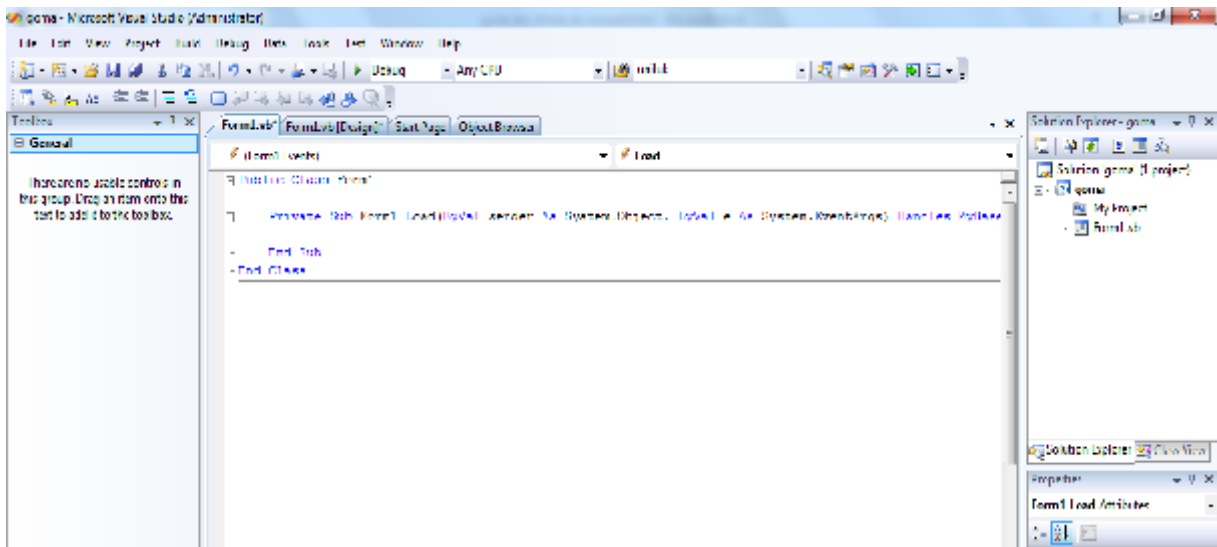 goma - Microsoft Visual Studio (Administrator)
File Edit View Project Build Debug Data Tools Test Window Help
Debug Any CPU
Toolbox
General
There are no usable controls in
this group. Drag an item onto this
text to add it to the toolbox.
Form1.vb* Form1.vb [Design]* Start Page Object Browser
(Form1 Events) Load
Public Class Form1
Private Sub Form1_Load(ByVal sender As System.Object, ByVal e As System.EventArgs) Handles MyBase
End Sub
End Class
Solution Explorer - goma
Solution 'goma' (1 project)
goma
My Project
Form1.vb
Solution Explorer Class View
Properties
Form1_Load Attributes